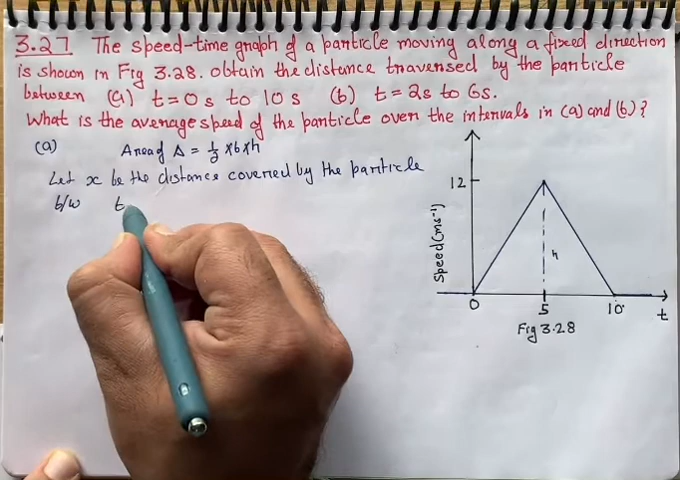 3.27 The speed-time graph of a particle moving along a fixed direction
is shown in Fig 3.28. obtain the distance traversed by the particle
between (a) t = 0 s to 10 s (b) t = 2s to 6s.
What is the average speed of the particle over the intervals in (a) and (b)?
(a) Area of Δ = 1/2 × b × h
Let x be the distance covered by the particle
b/w t
12
Speed (ms⁻¹)
h
0 5 10 t
Fig 3.28